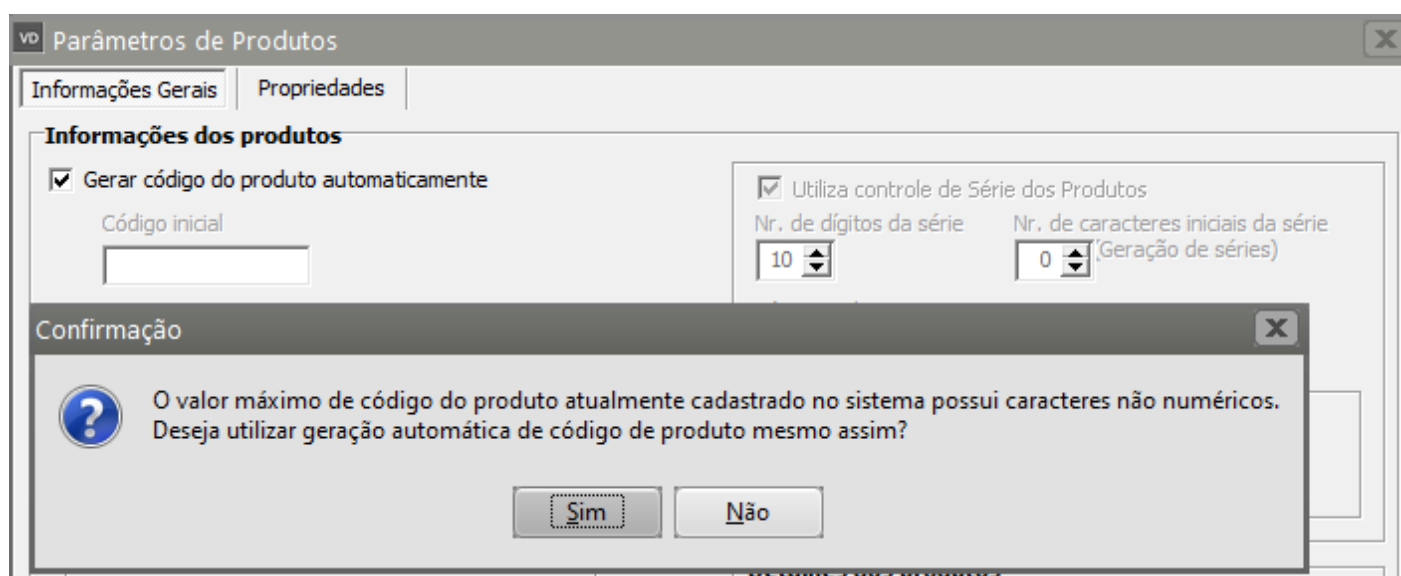 VD Parâmetros de Produtos
Informações Gerais Propriedades
Informações dos produtos
Gerar código do produto automaticamente
Código inicial
Utiliza controle de Série dos Produtos
Nr. de dígitos da série Nr. de caracteres iniciais da série
(Geração de séries)
10 0
Confirmação
O valor máximo de código do produto atualmente cadastrado no sistema possui caracteres não numéricos.
Deseja utilizar geração automática de código de produto mesmo assim?
Sim Não